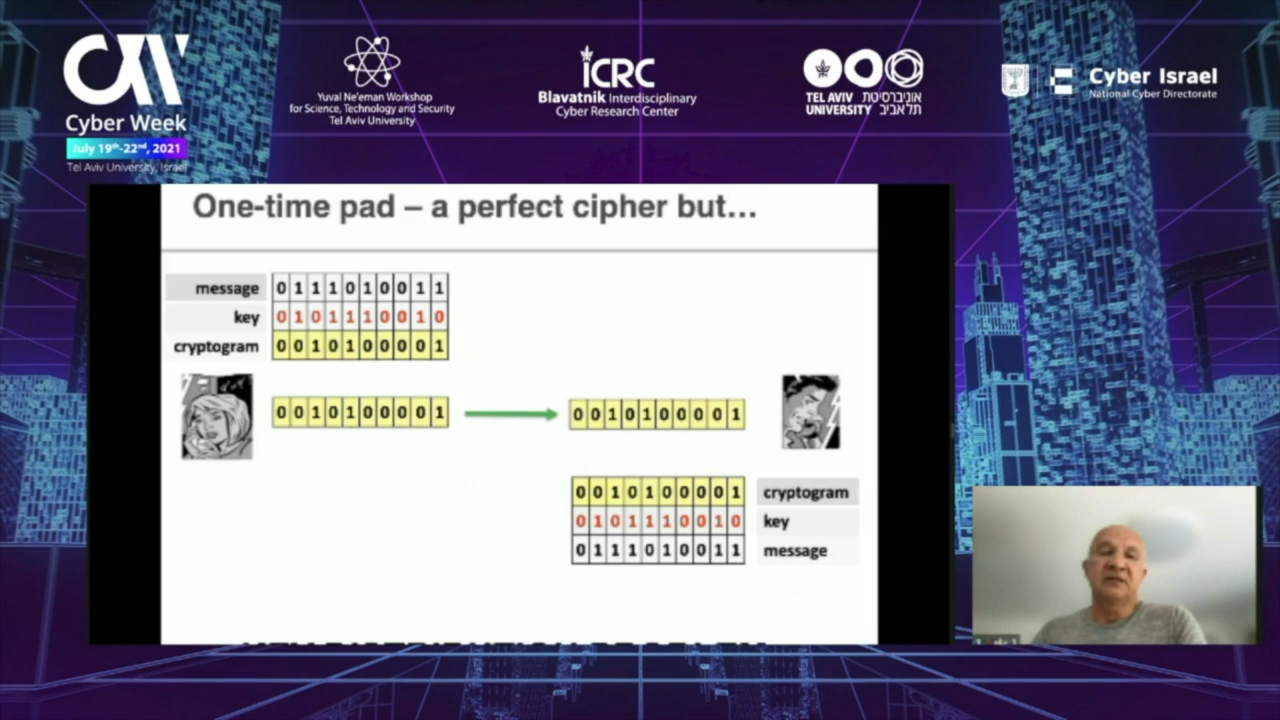 CW
Cyber Week
July 19th-22nd, 2021
Tel Aviv University, Israel
Yuval Ne'eman Workshop
for Science, Technology and Security
Tel Aviv University
iCRC
Blavatnik Interdisciplinary
Cyber Research Center
TEL AVIV אוניברסיטת
UNIVERSITY תל אביב
Cyber Israel
National Cyber Directorate
One-time pad – a perfect cipher but...
message 0 1 1 1 0 1 0 0 1 1
key 0 1 0 1 1 1 0 0 1 0
cryptogram 0 0 1 0 1 0 0 0 0 1
0 0 1 0 1 0 0 0 0 1
0 0 1 0 1 0 0 0 0 1
0 0 1 0 1 0 0 0 0 1 cryptogram
0 1 0 1 1 1 0 0 1 0 key
0 1 1 1 0 1 0 0 1 1 message